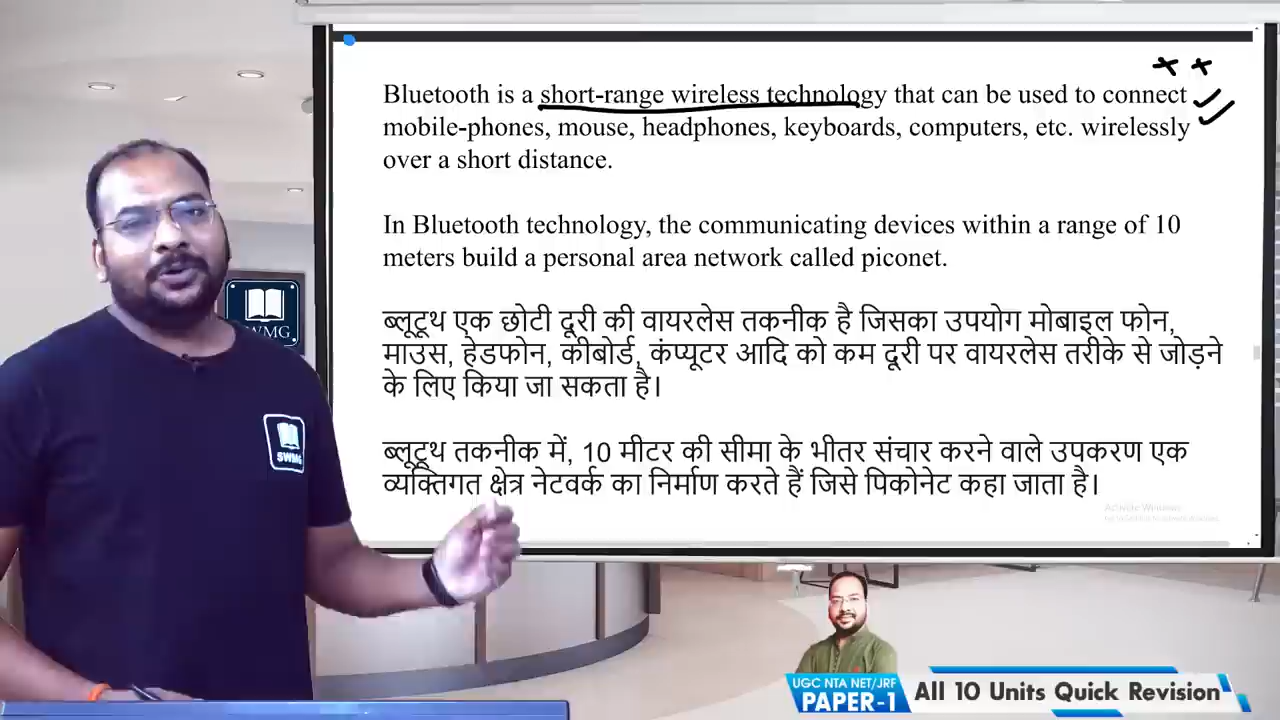 Bluetooth is a short-range wireless technology that can be used to connect
mobile-phones, mouse, headphones, keyboards, computers, etc. wirelessly
over a short distance.
In Bluetooth technology, the communicating devices within a range of 10
meters build a personal area network called piconet.
ब्लूटूथ एक छोटी दूरी की वायरलेस तकनीक है जिसका उपयोग मोबाइल फोन,
माउस, हेडफोन, कीबोर्ड, कंप्यूटर आदि को कम दूरी पर वायरलेस तरीके से जोड़ने
के लिए किया जा सकता है।
ब्लूटूथ तकनीक में, 10 मीटर की सीमा के भीतर संचार करने वाले उपकरण एक
व्यक्तिगत क्षेत्र नेटवर्क का निर्माण करते हैं जिसे पिकोनेट कहा जाता है।
Activate Windows
SWMG
UGC NTA NET/JRF
PAPER-1
All 10 Units Quick Revision